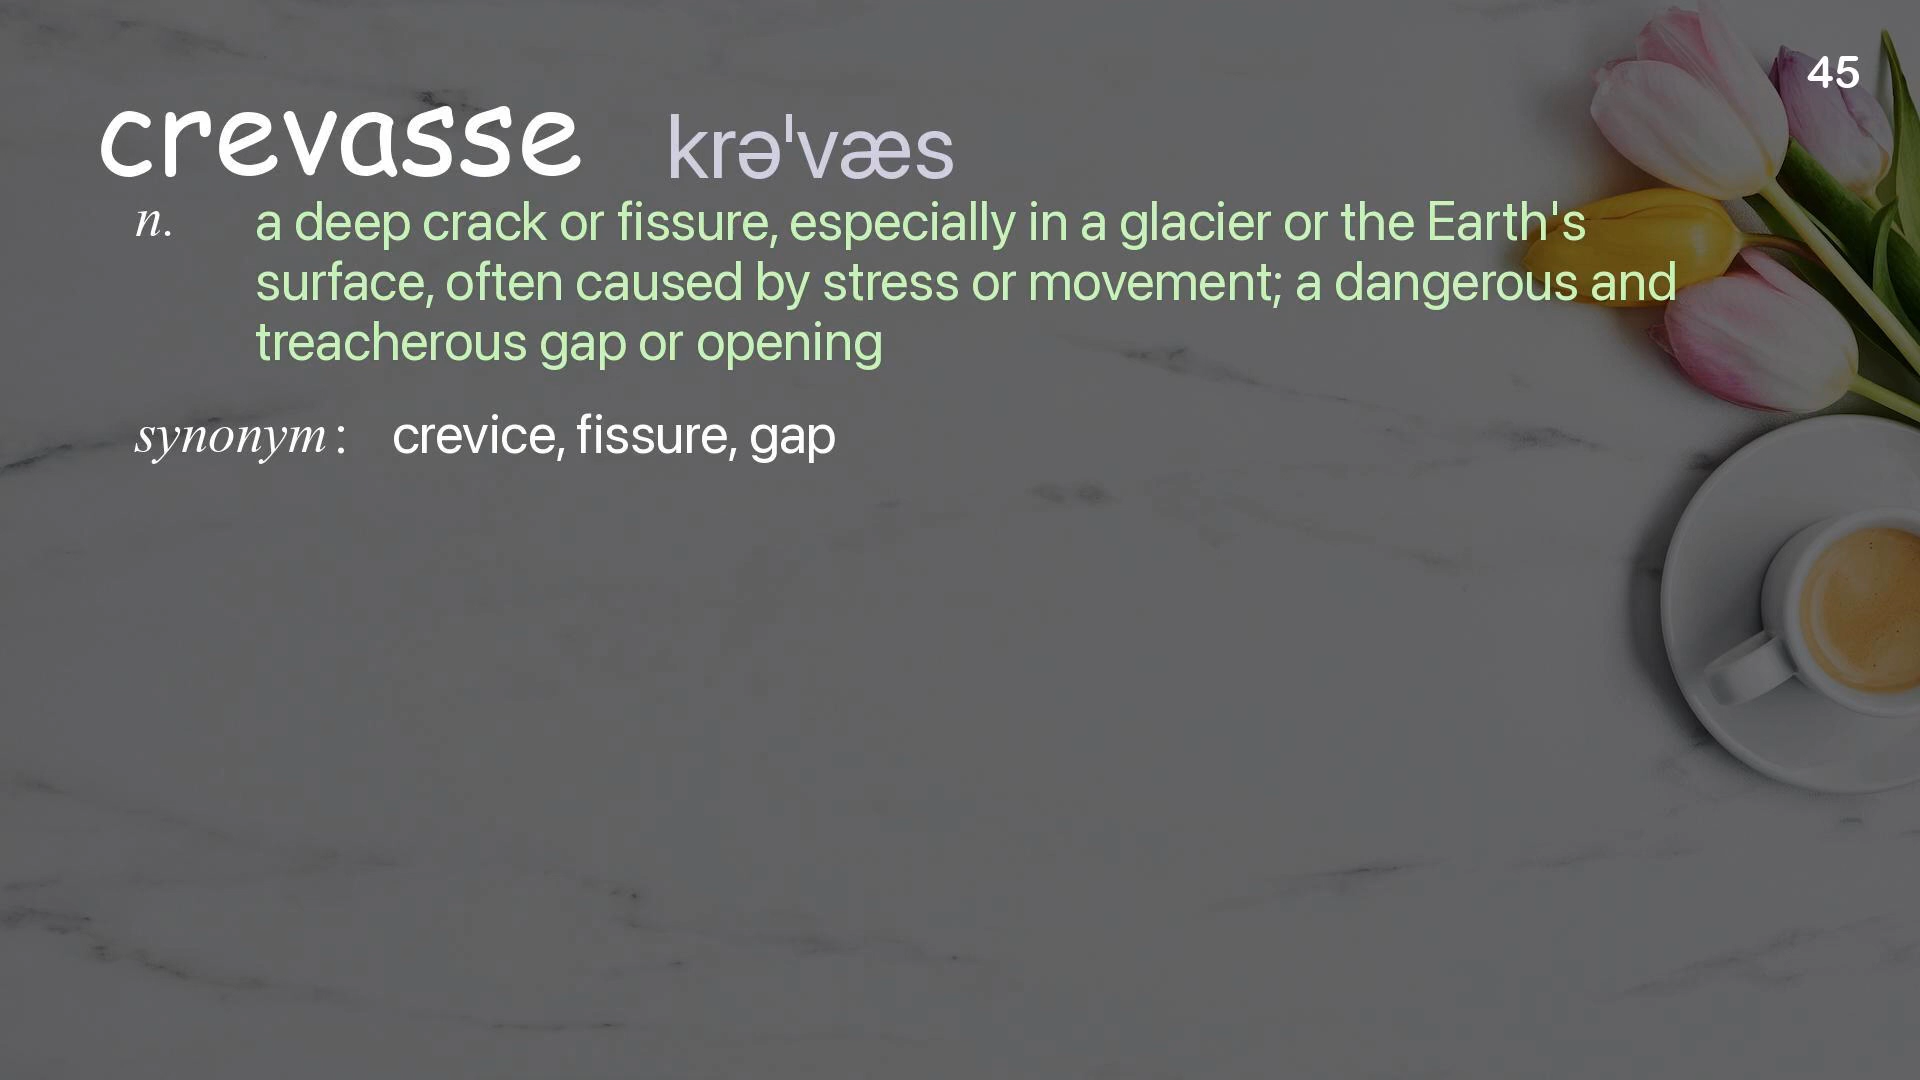 45
crevasse krəˈvæs
n. a deep crack or fissure, especially in a glacier or the Earth's
surface, often caused by stress or movement; a dangerous and
treacherous gap or opening
synonym: crevice, fissure, gap